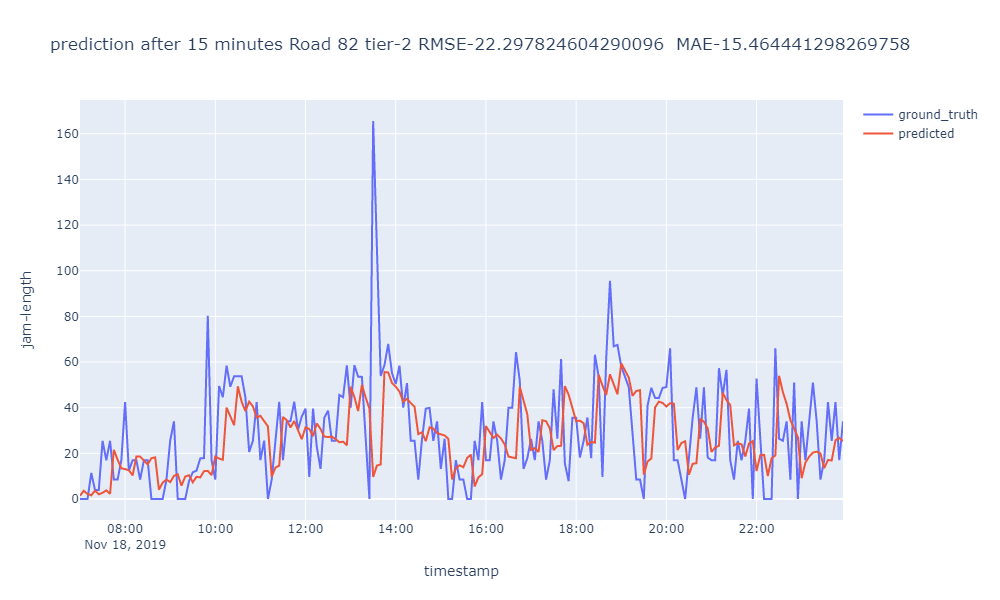 prediction after 15 minutes Road 82 tier-2 RMSE-22.297824604290096  MAE-15.464441298269758
ground_truth
predicted
160
140
120
100
80
60
40
20
0
jam-length
08:00 10:00 12:00 14:00 16:00 18:00 20:00 22:00
Nov 18, 2019
timestamp